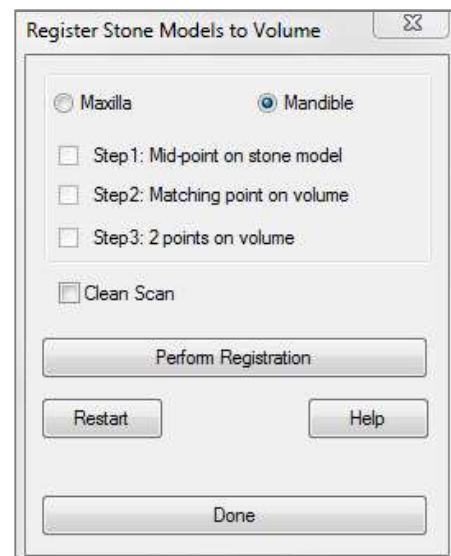 Register Stone Models to Volume
Maxilla Mandible
Step1: Mid-point on stone model
Step2: Matching point on volume
Step3: 2 points on volume
Clean Scan
Perform Registration
Restart Help
Done